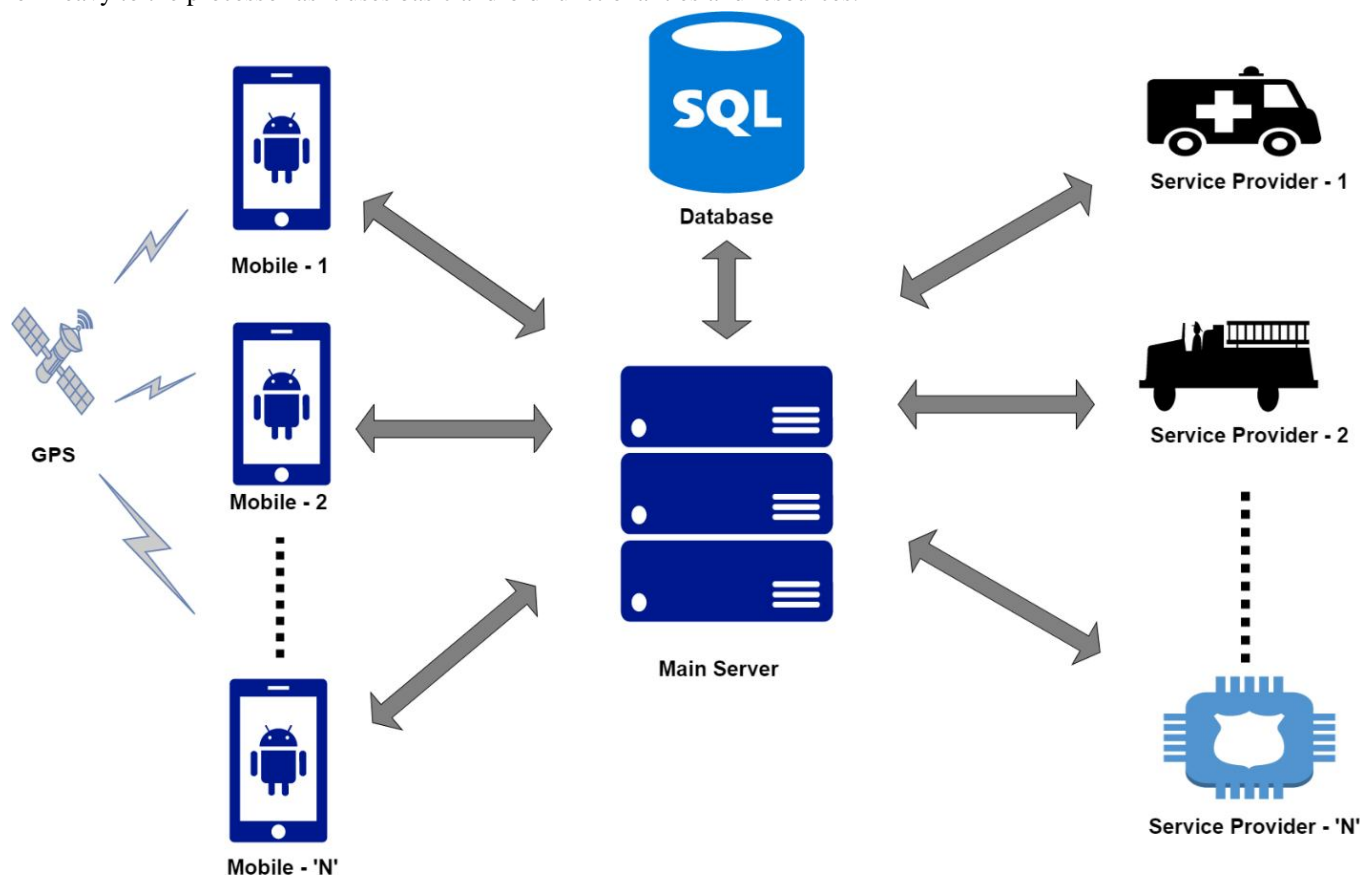 SQL
Database
Mobile - 1
Service Provider - 1
GPS
Mobile - 2
Service Provider - 2
Main Server
Mobile - 'N'
Service Provider - 'N'